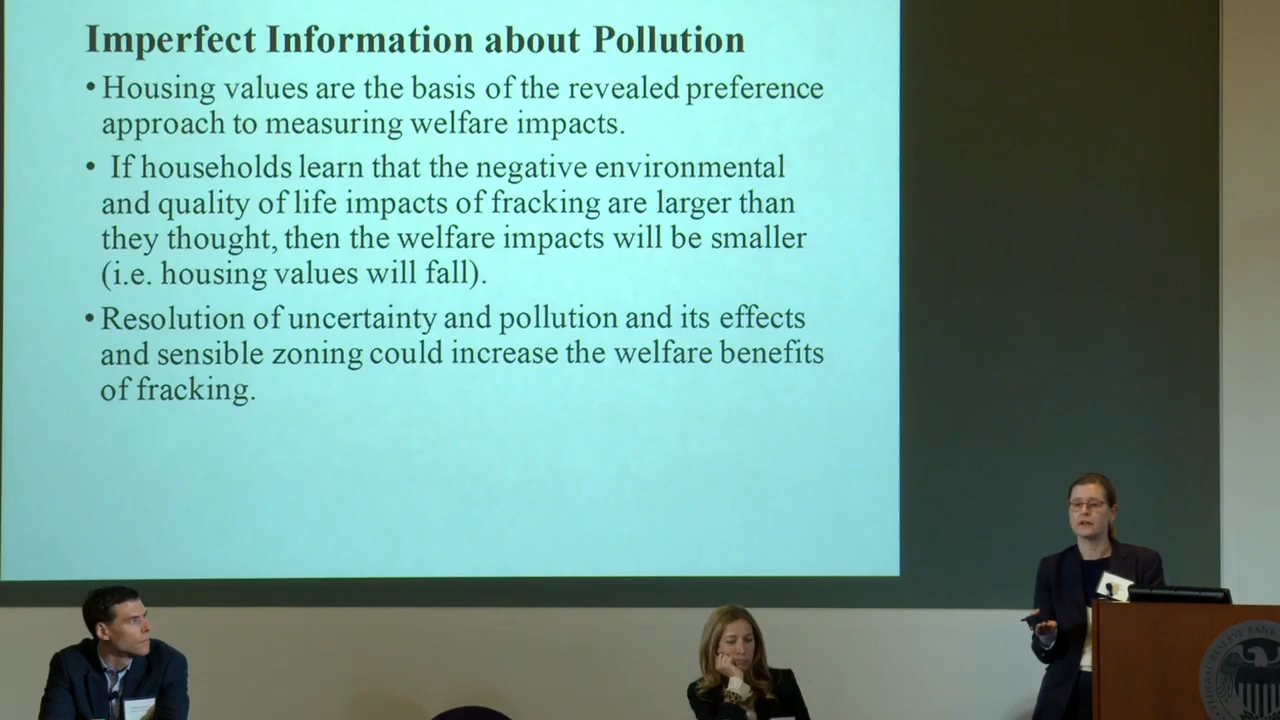 Imperfect Information about Pollution
•Housing values are the basis of the revealed preference
approach to measuring welfare impacts.
• If households learn that the negative environmental
and quality of life impacts of fracking are larger than
they thought, then the welfare impacts will be smaller
(i.e. housing values will fall).
•Resolution of uncertainty and pollution and its effects
and sensible zoning could increase the welfare benefits
of fracking.
FEDERAL RESERVE BANK